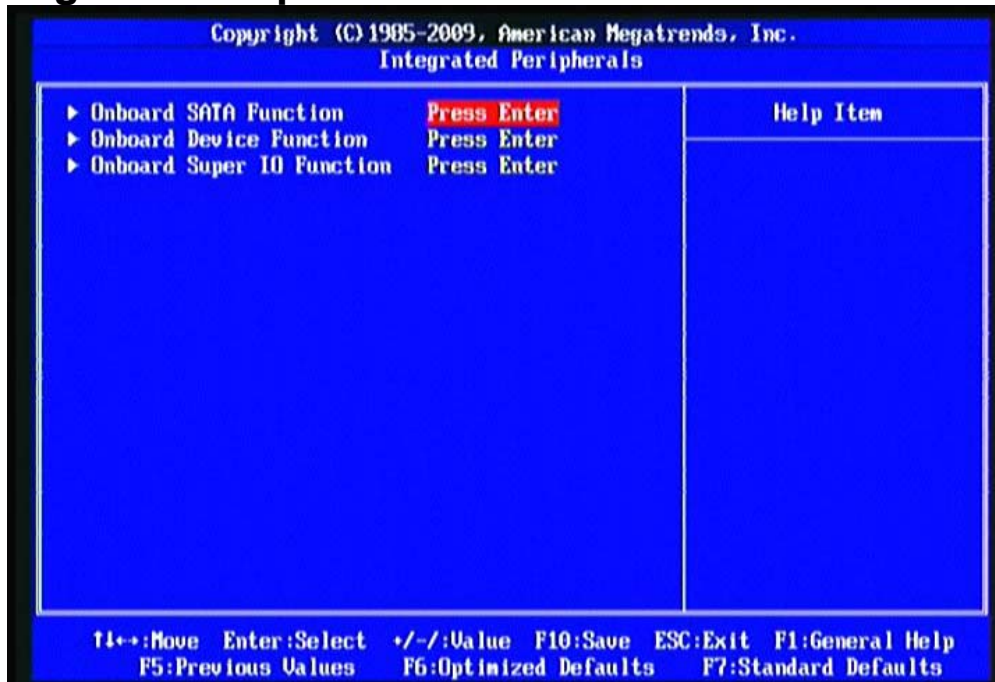 Copyright (C)1985-2009, American Megatrends, Inc.
Integrated Peripherals
▶ Onboard SATA Function Press Enter
▶ Onboard Device Function Press Enter
▶ Onboard Super IO Function Press Enter
Help Item
↑↓←→:Move Enter:Select +/-/:Value F10:Save ESC:Exit F1:General Help
F5:Previous Values F6:Optimized Defaults F7:Standard Defaults